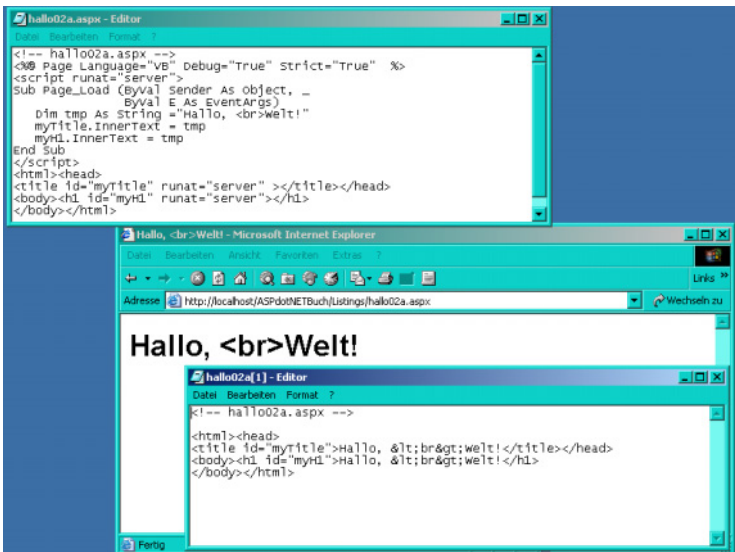 hallo02a.aspx - Editor
Datei Bearbeiten Format ?
<!-- hallo02a.aspx -->
<%@ Page Language="VB" Debug="True" Strict="True" %>
<script runat="server">
Sub Page_Load (ByVal Sender As Object, _
ByVal E As EventArgs)
Dim tmp As String ="Hallo, <br>Welt!"
myTitle.InnerText = tmp
myH1.InnerText = tmp
End Sub
</script>
<html><head>
<title id="myTitle" runat="server" ></title></head>
<body><h1 id="myH1" runat="server"></h1>
</body></html>
Hallo, <br>Welt! - Microsoft Internet Explorer
Datei Bearbeiten Ansicht Favoriten Extras ?
Links »
Adresse http://localhost/ASPdotNETBuch/Listings/hallo02a.aspx Wechseln zu
Hallo, <br>Welt!
hallo02a[1] - Editor
Datei Bearbeiten Format ?
<!-- hallo02a.aspx -->
<html><head>
<title id="myTitle">Hallo, &lt;br&gt;Welt!</title></head>
<body><h1 id="myH1">Hallo, &lt;br&gt;Welt!</h1>
</body></html>
Fertig